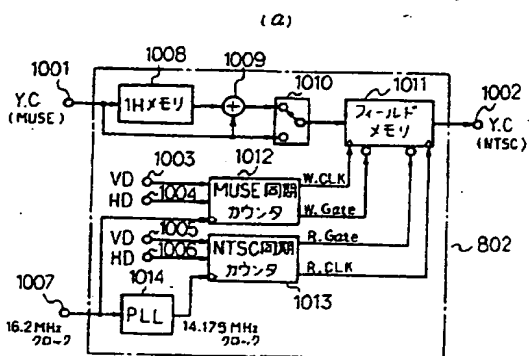 (a)
1008
1009
1001
1010
1011
1002
Y.C
(MUSE)
1Hメモリ
フィールド
メモリ
Y.C
(NTSC)
1003
1012
VD
HD
1004
MUSE同期
カウンタ
W.CLK
W.Gate
1005
VD
HD
1006
NTSC同期
カウンタ
R.Gate
R.CLK
802
1007
1014
1013
PLL
16.2MHz
クロック
14.175MHz
クロック